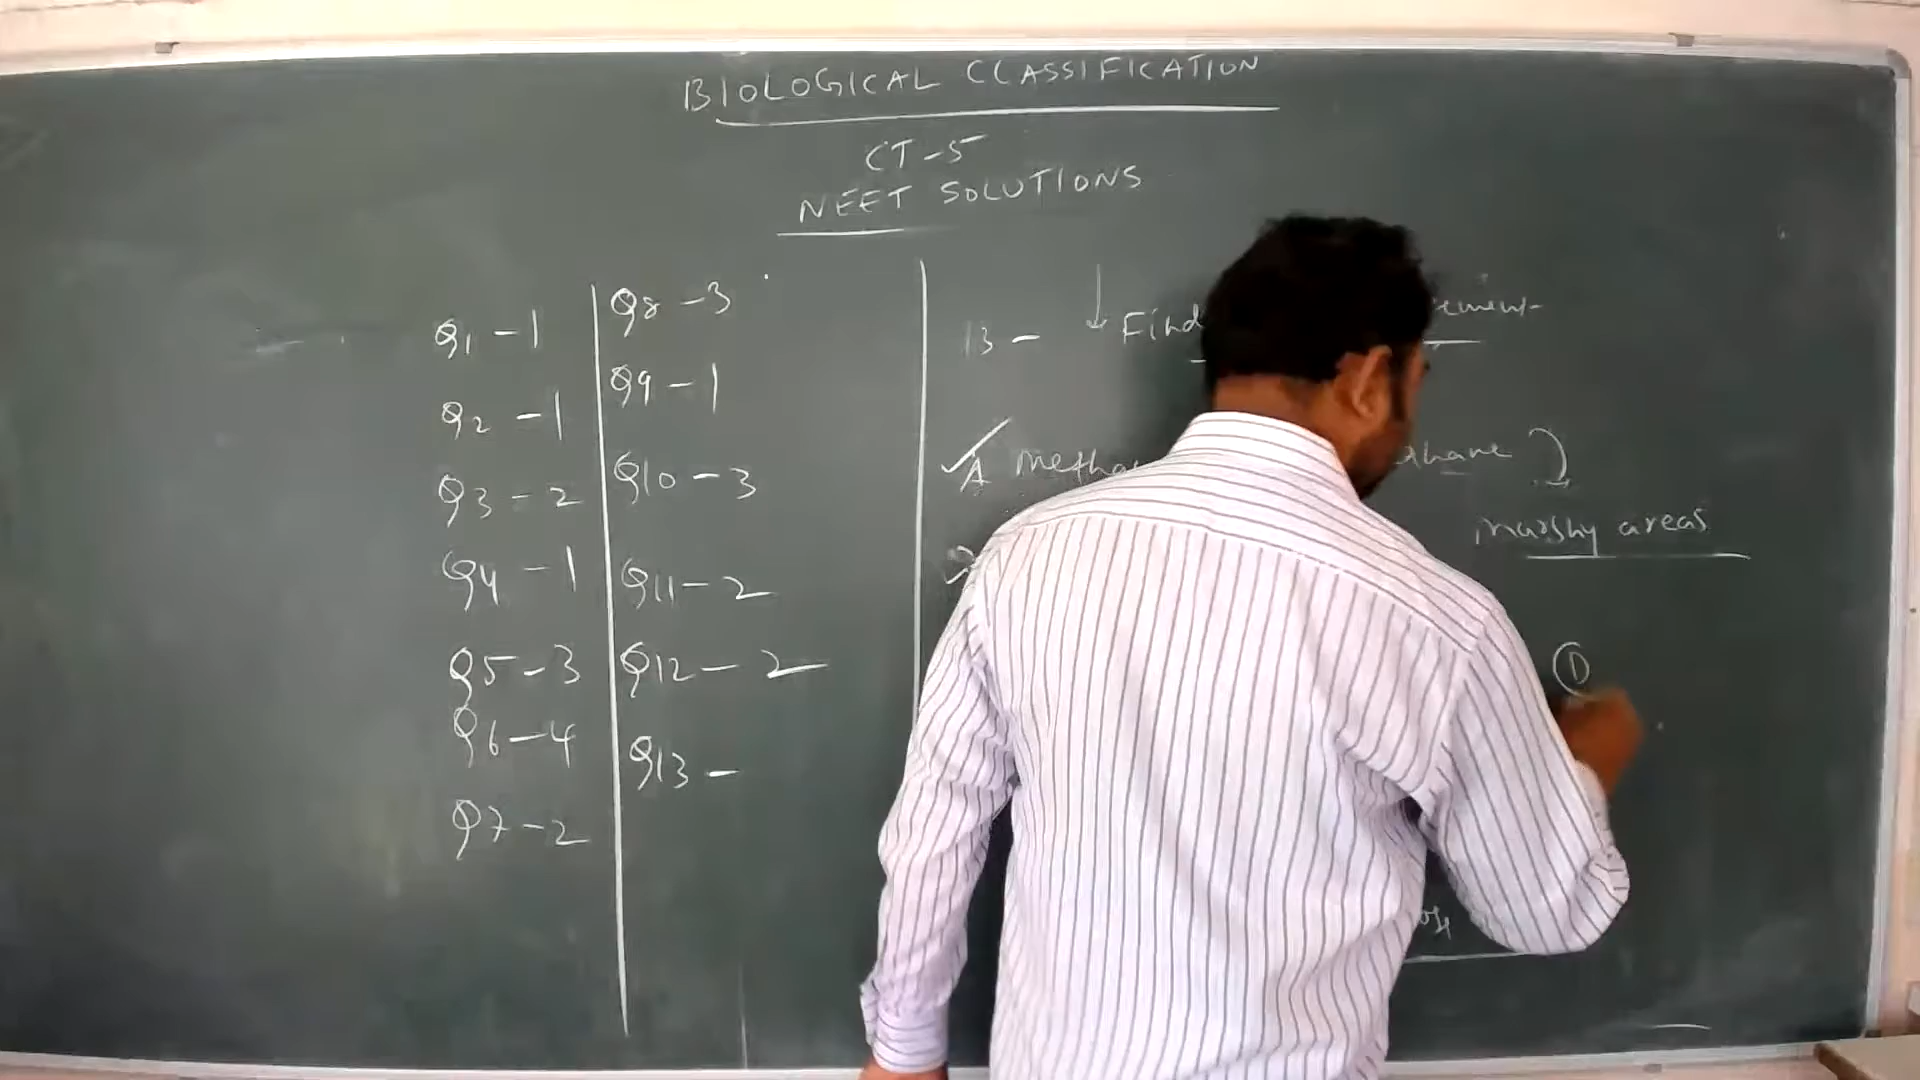 BIOLOGICAL CLASSIFICATION
CT-5
NEET SOLUTIONS
Q1 - 1
Q2 - 1
Q3 - 2
Q4 - 1
Q5 - 3
Q6 - 4
Q7 - 2
Q8 - 3
Q9 - 1
Q10 - 3
Q11 - 2
Q12 - 2
Q13 -
13 - ↓ Find
A
marshy areas
①